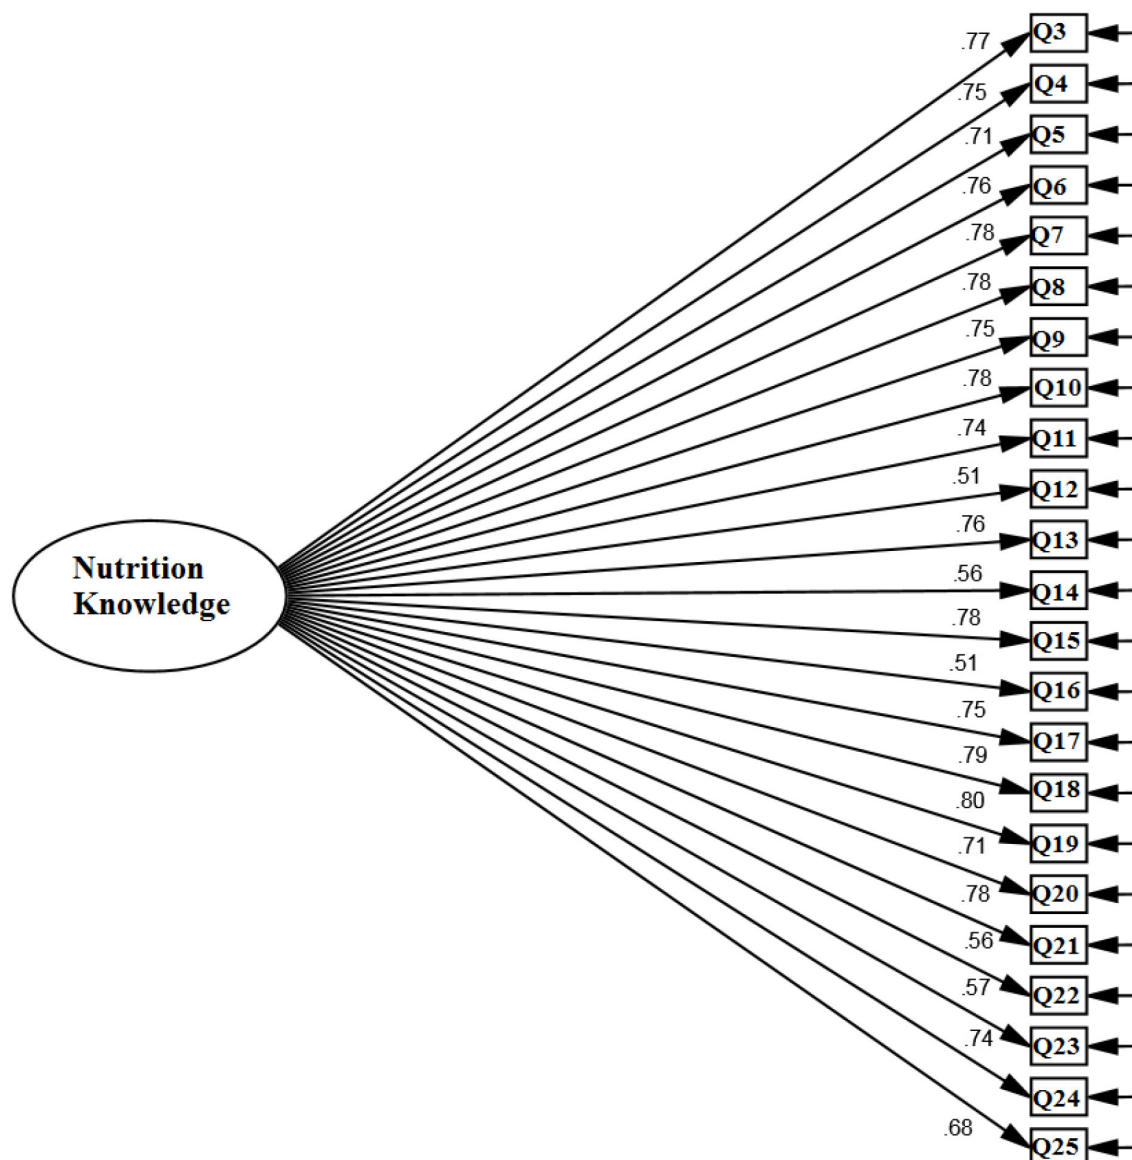 .77 Q3
.75 Q4
.71 Q5
.76 Q6
.78 Q7
.78 Q8
.75 Q9
.78 Q10
.74 Q11
.51 Q12
.76 Q13
.56 Q14
.78 Q15
.51 Q16
.75 Q17
.79 Q18
.80 Q19
.71 Q20
.78 Q21
.56 Q22
.57 Q23
.74 Q24
.68 Q25
Nutrition
Knowledge